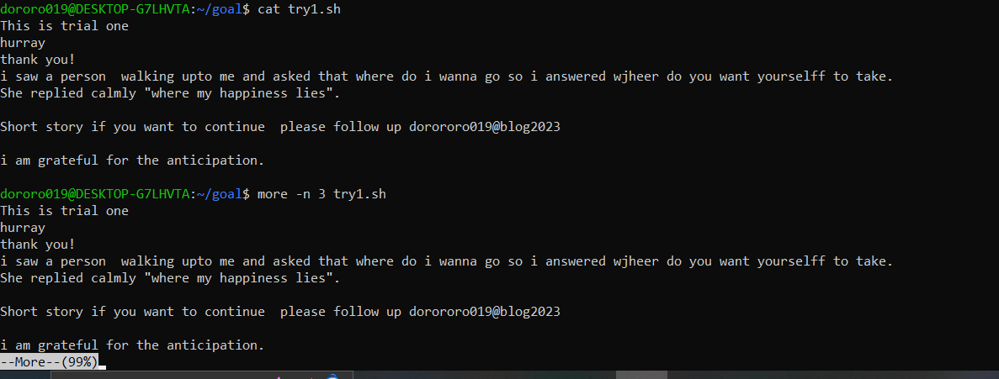 dororo019@DESKTOP-G7LHVTA:~/goal$ cat try1.sh
This is trial one
hurray
thank you!
i saw a person  walking upto me and asked that where do i wanna go so i answered wjheer do you want yourselff to take.
She replied calmly "where my happiness lies".
Short story if you want to continue  please follow up dorororo019@blog2023
i am grateful for the anticipation.
dororo019@DESKTOP-G7LHVTA:~/goal$ more -n 3 try1.sh
This is trial one
hurray
thank you!
i saw a person  walking upto me and asked that where do i wanna go so i answered wjheer do you want yourselff to take.
She replied calmly "where my happiness lies".
Short story if you want to continue  please follow up dorororo019@blog2023
i am grateful for the anticipation.
--More--(99%)